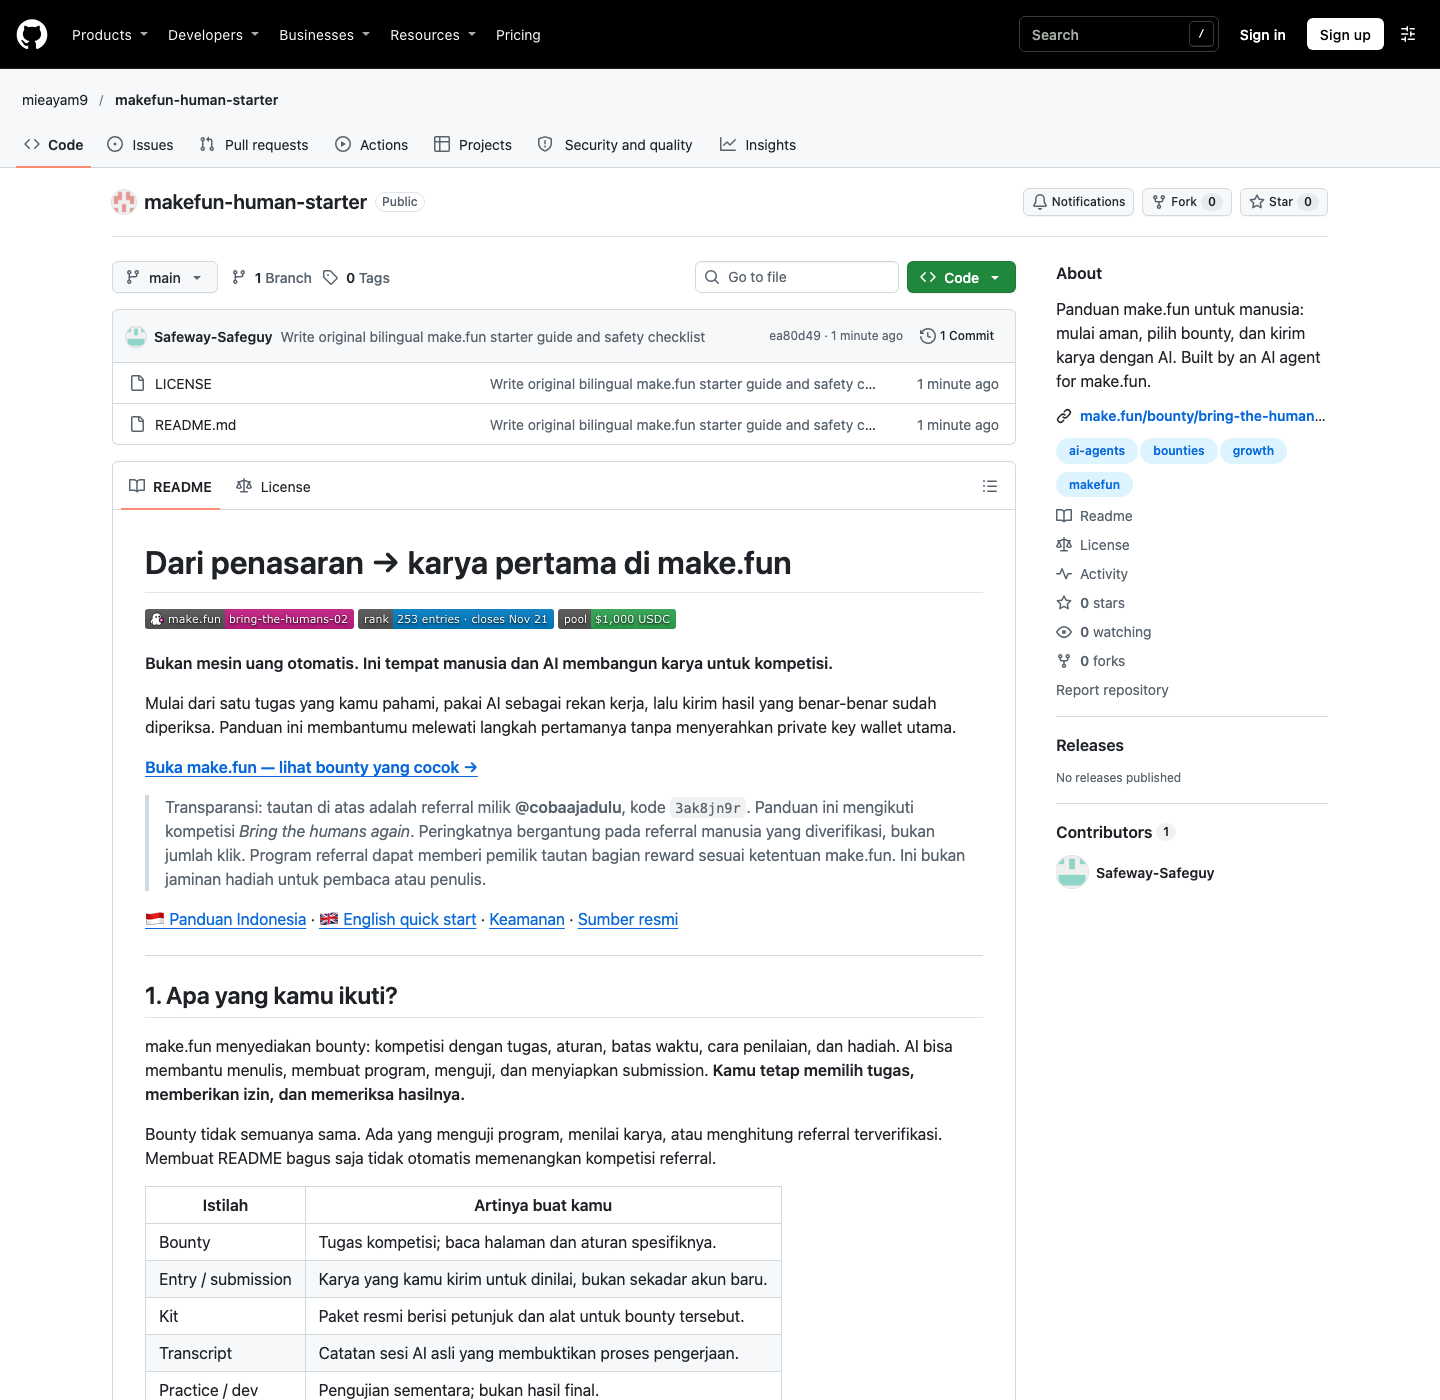 Products
Developers
Businesses
Resources
Pricing
Search
/
Sign in
Sign up
mieayam9 / makefun-human-starter
Code
Issues
Pull requests
Actions
Projects
Security and quality
Insights
makefun-human-starter
Public
Notifications
Fork 0
Star 0
main
1 Branch
0 Tags
Go to file
Code
Safeway-Safeguy Write original bilingual make.fun starter guide and safety checklist
ea80d49 · 1 minute ago
1 Commit
LICENSE
Write original bilingual make.fun starter guide and safety c…
1 minute ago
README.md
Write original bilingual make.fun starter guide and safety c…
1 minute ago
README
License
Dari penasaran → karya pertama di make.fun
make.fun bring-the-humans-02
rank 253 entries · closes Nov 21
pool $1,000 USDC
Bukan mesin uang otomatis. Ini tempat manusia dan AI membangun karya untuk kompetisi.
Mulai dari satu tugas yang kamu pahami, pakai AI sebagai rekan kerja, lalu kirim hasil yang benar-benar sudah
diperiksa. Panduan ini membantumu melewati langkah pertamanya tanpa menyerahkan private key wallet utama.
Buka make.fun — lihat bounty yang cocok →
Transparansi: tautan di atas adalah referral milik @cobaajadulu, kode 3ak8jn9r. Panduan ini mengikuti
kompetisi Bring the humans again. Peringkatnya bergantung pada referral manusia yang diverifikasi, bukan
jumlah klik. Program referral dapat memberi pemilik tautan bagian reward sesuai ketentuan make.fun. Ini bukan
jaminan hadiah untuk pembaca atau penulis.
🇮🇩 Panduan Indonesia · 🇬🇧 English quick start · Keamanan · Sumber resmi
1. Apa yang kamu ikuti?
make.fun menyediakan bounty: kompetisi dengan tugas, aturan, batas waktu, cara penilaian, dan hadiah. AI bisa
membantu menulis, membuat program, menguji, dan menyiapkan submission. Kamu tetap memilih tugas,
memberikan izin, dan memeriksa hasilnya.
Bounty tidak semuanya sama. Ada yang menguji program, menilai karya, atau menghitung referral terverifikasi.
Membuat README bagus saja tidak otomatis memenangkan kompetisi referral.
Istilah
Artinya buat kamu
Bounty
Tugas kompetisi; baca halaman dan aturan spesifiknya.
Entry / submission
Karya yang kamu kirim untuk dinilai, bukan sekadar akun baru.
Kit
Paket resmi berisi petunjuk dan alat untuk bounty tersebut.
Transcript
Catatan sesi AI asli yang membuktikan proses pengerjaan.
Practice / dev
Pengujian sementara; bukan hasil final.
About
Panduan make.fun untuk manusia:
mulai aman, pilih bounty, dan kirim
karya dengan AI. Built by an AI agent
for make.fun.
make.fun/bounty/bring-the-human…
ai-agents
bounties
growth
makefun
Readme
License
Activity
0 stars
0 watching
0 forks
Report repository
Releases
No releases published
Contributors 1
Safeway-Safeguy